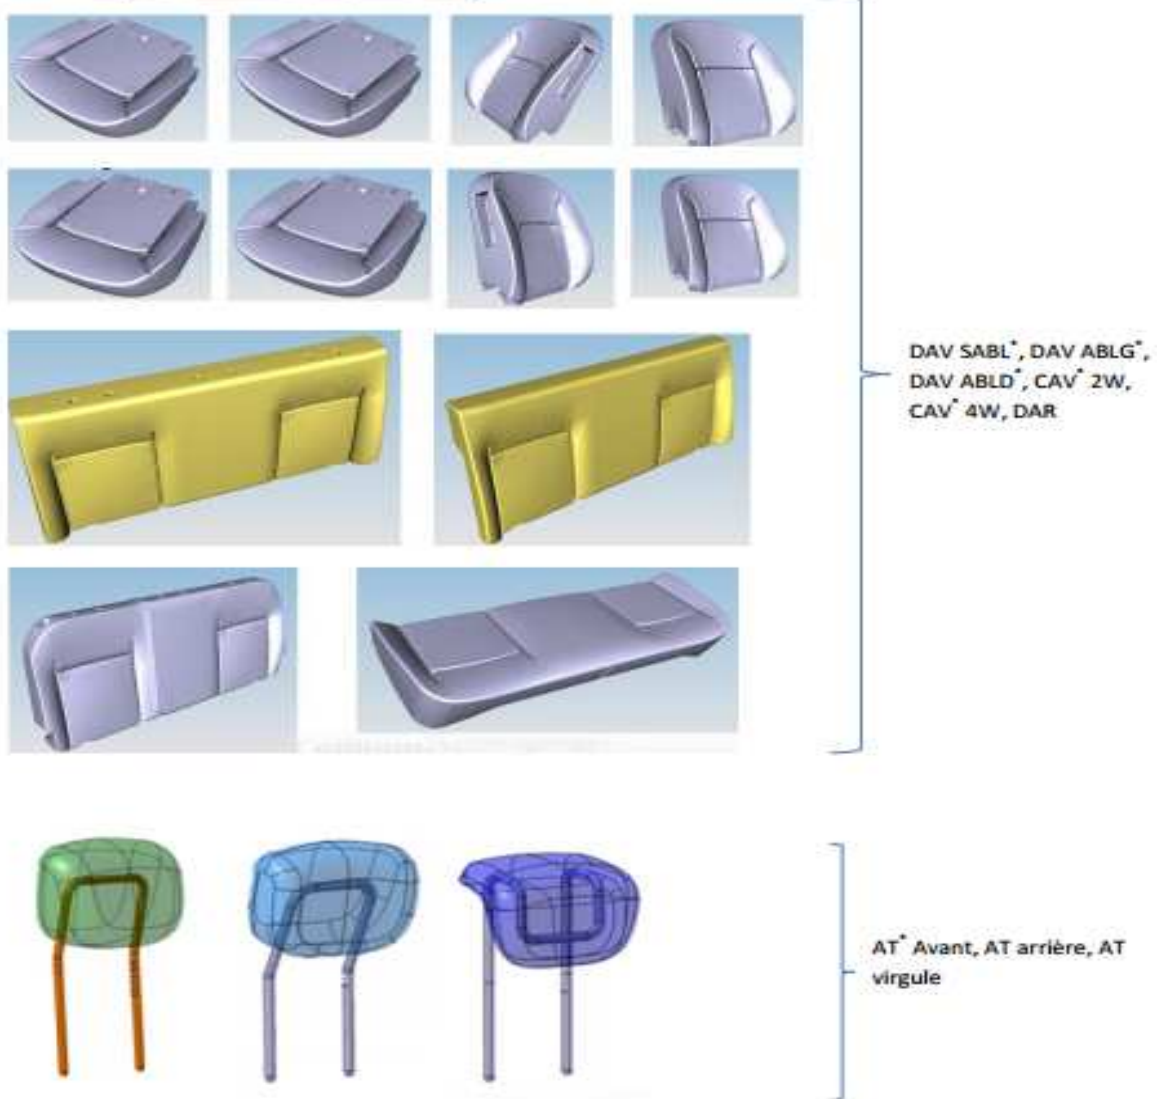 DAV SABL*, DAV ABLG*,
DAV ABLD*, CAV* 2W,
CAV* 4W, DAR
AT* Avant, AT arrière, AT
virgule